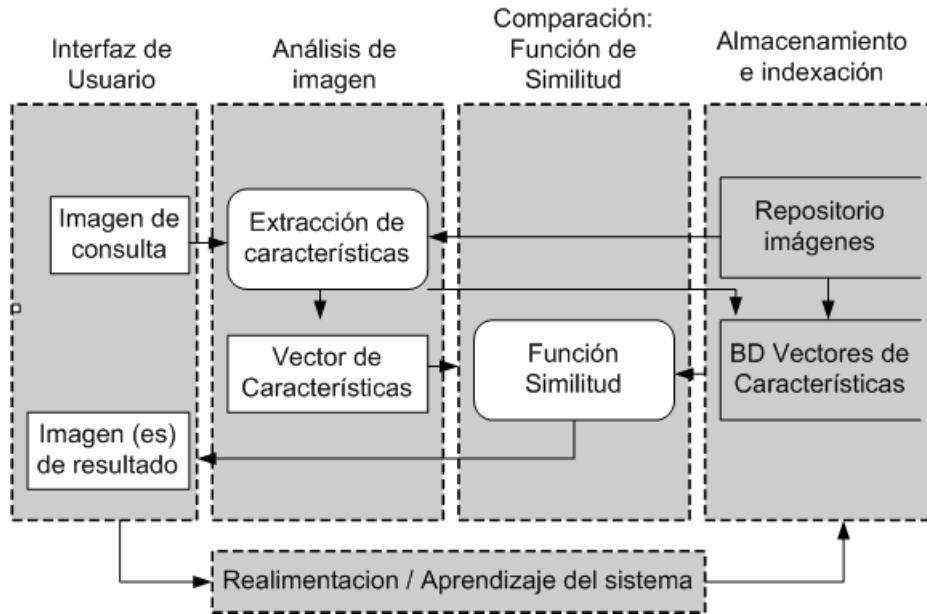 Interfaz de
Usuario
Análisis de
imagen
Comparación:
Función de
Similitud
Almacenamiento
e indexación
Imagen de
consulta
Extracción de
características
Repositorio
imágenes
Vector de
Características
Función
Similitud
BD Vectores de
Características
Imagen (es)
de resultado
Realimentacion / Aprendizaje del sistema